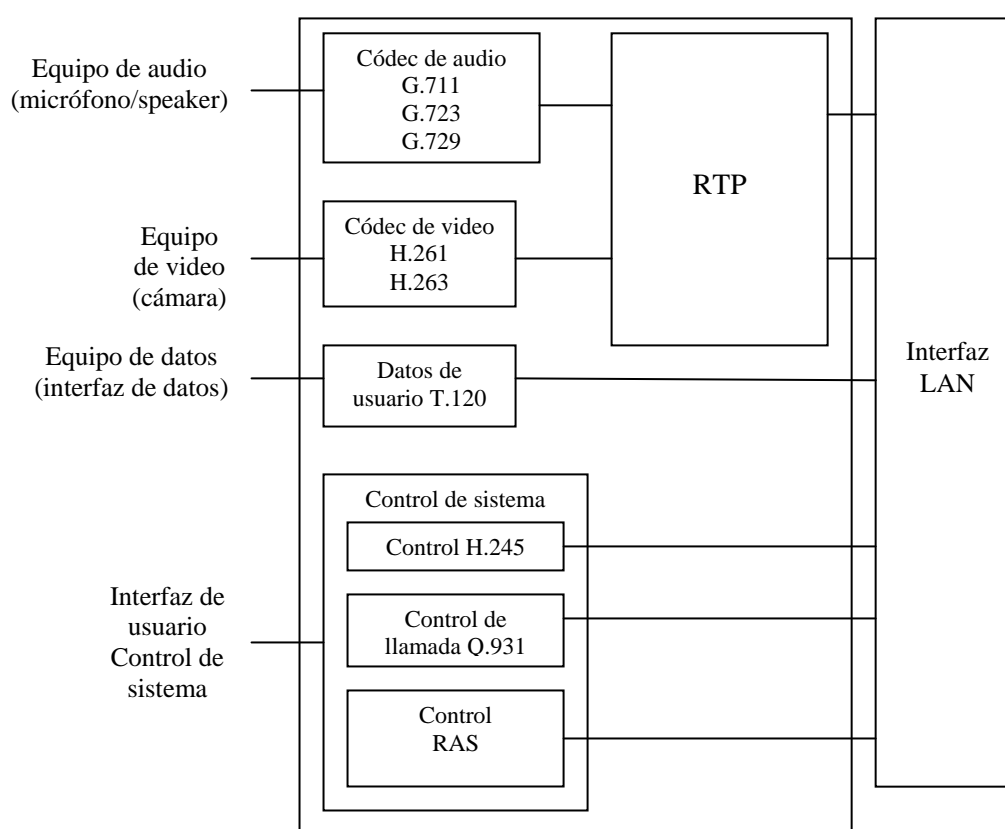 Equipo de audio
(micrófono/speaker)
Códec de audio
G.711
G.723
G.729
RTP
Equipo
de video
(cámara)
Códec de video
H.261
H.263
Equipo de datos
(interfaz de datos)
Datos de
usuario T.120
Interfaz
LAN
Control de sistema
Control H.245
Interfaz de
usuario
Control de
sistema
Control de
llamada Q.931
Control
RAS